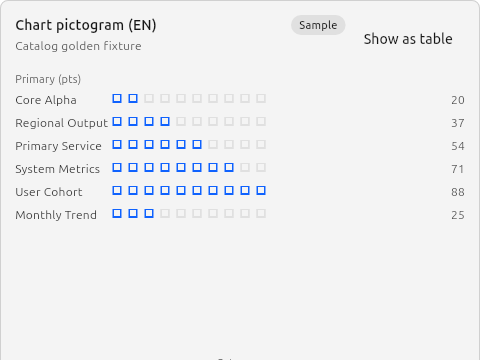 Chart pictogram (EN)
Sample
Show as table
Catalog golden fixture
Primary (pts)
Core Alpha 20
Regional Output 37
Primary Service 54
System Metrics 71
User Cohort 88
Monthly Trend 25